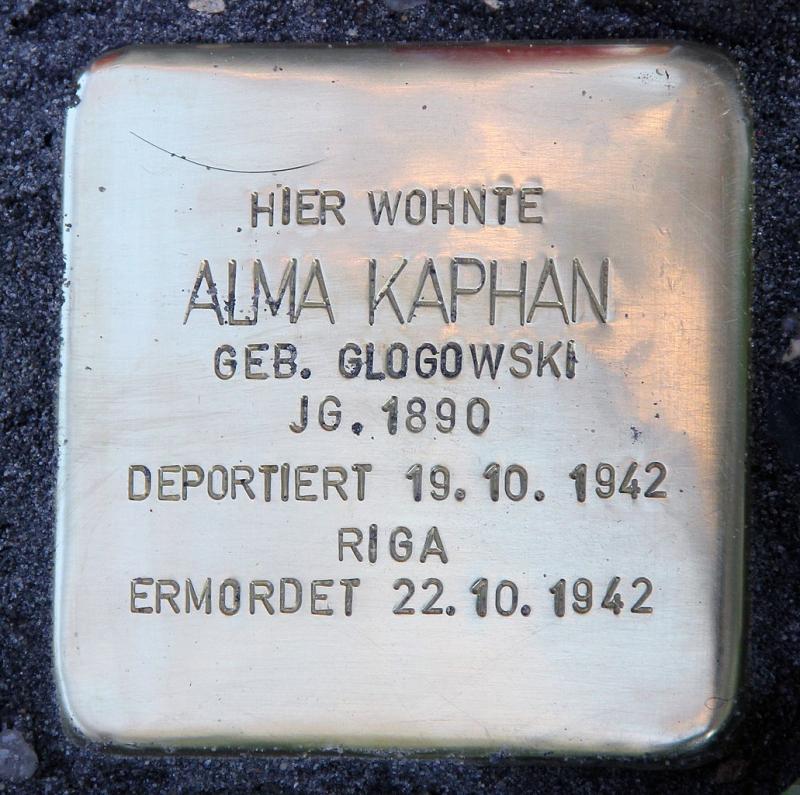 HIER WOHNTE
ALMA KAPHAN
GEB. GLOGOWSKI
JG. 1890
DEPORTIERT 19. 10. 1942
RIGA
ERMORDET 22. 10. 1942